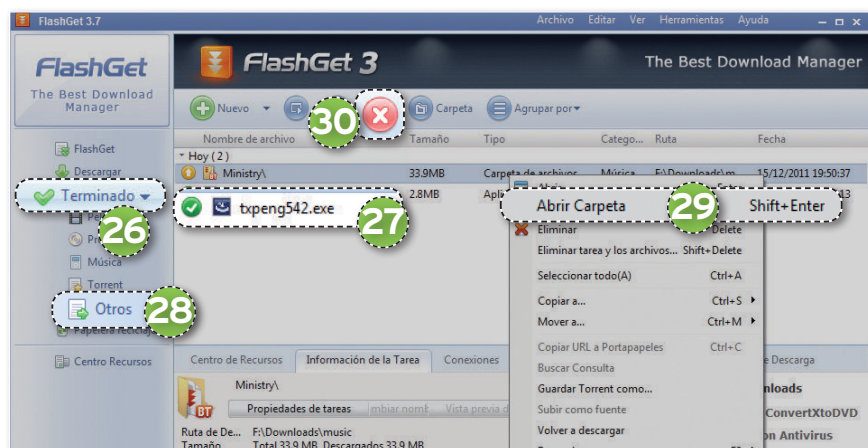 FlashGet 3.7
Archivo Editar Ver Herramientas Ayuda
FlashGet
The Best Download
Manager
FlashGet 3
The Best Download Manager
Nuevo
30
Carpeta
Agrupar por
Nombre de archivo Tamaño Tipo Catego... Ruta Fecha
Hoy ( 2 )
Ministry\ 33.9MB Carpeta de archivos Música F:\Downloads\m 15/12/2011 19:50:37
txpeng542.exe 2.8MB
27
FlashGet
Descargar
Terminado
26
Música
Torrent
Otros
28
Papelera reciclaje
Centro Recursos
Abrir Carpeta Shift+Enter
29
Eliminar Delete
Eliminar tarea y los archivos... Shift+Delete
Seleccionar todo(A) Ctrl+A
Copiar a... Ctrl+S
Mover a... Ctrl+M
Copiar URL a Portapapeles Ctrl+C
Buscar Consulta
Guardar Torrent como...
Subir como fuente
Volver a descargar
Centro de Recursos Información de la Tarea Conexiones
Ministry\
BT
Propiedades de tareas
Vista previa
Ruta de De... F:\Downloads\music
Tamaño Total 33.9 MB, Descargados 33.9 MB
e Descarga
nloads
ConvertXtoDVD
on Antivirus